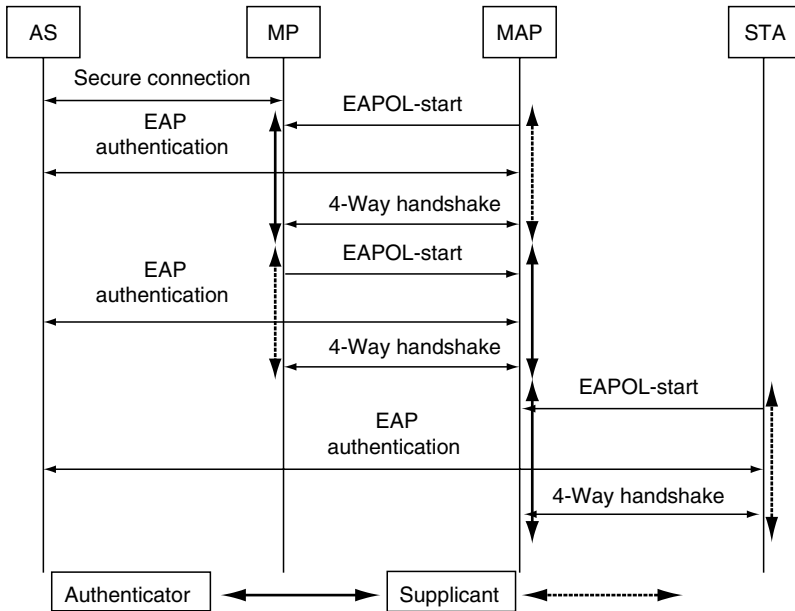 AS MP MAP STA
Secure connection
EAPOL-start
EAP
authentication
4-Way handshake
EAPOL-start
EAP
authentication
4-Way handshake
EAPOL-start
EAP
authentication
4-Way handshake
Authenticator Supplicant